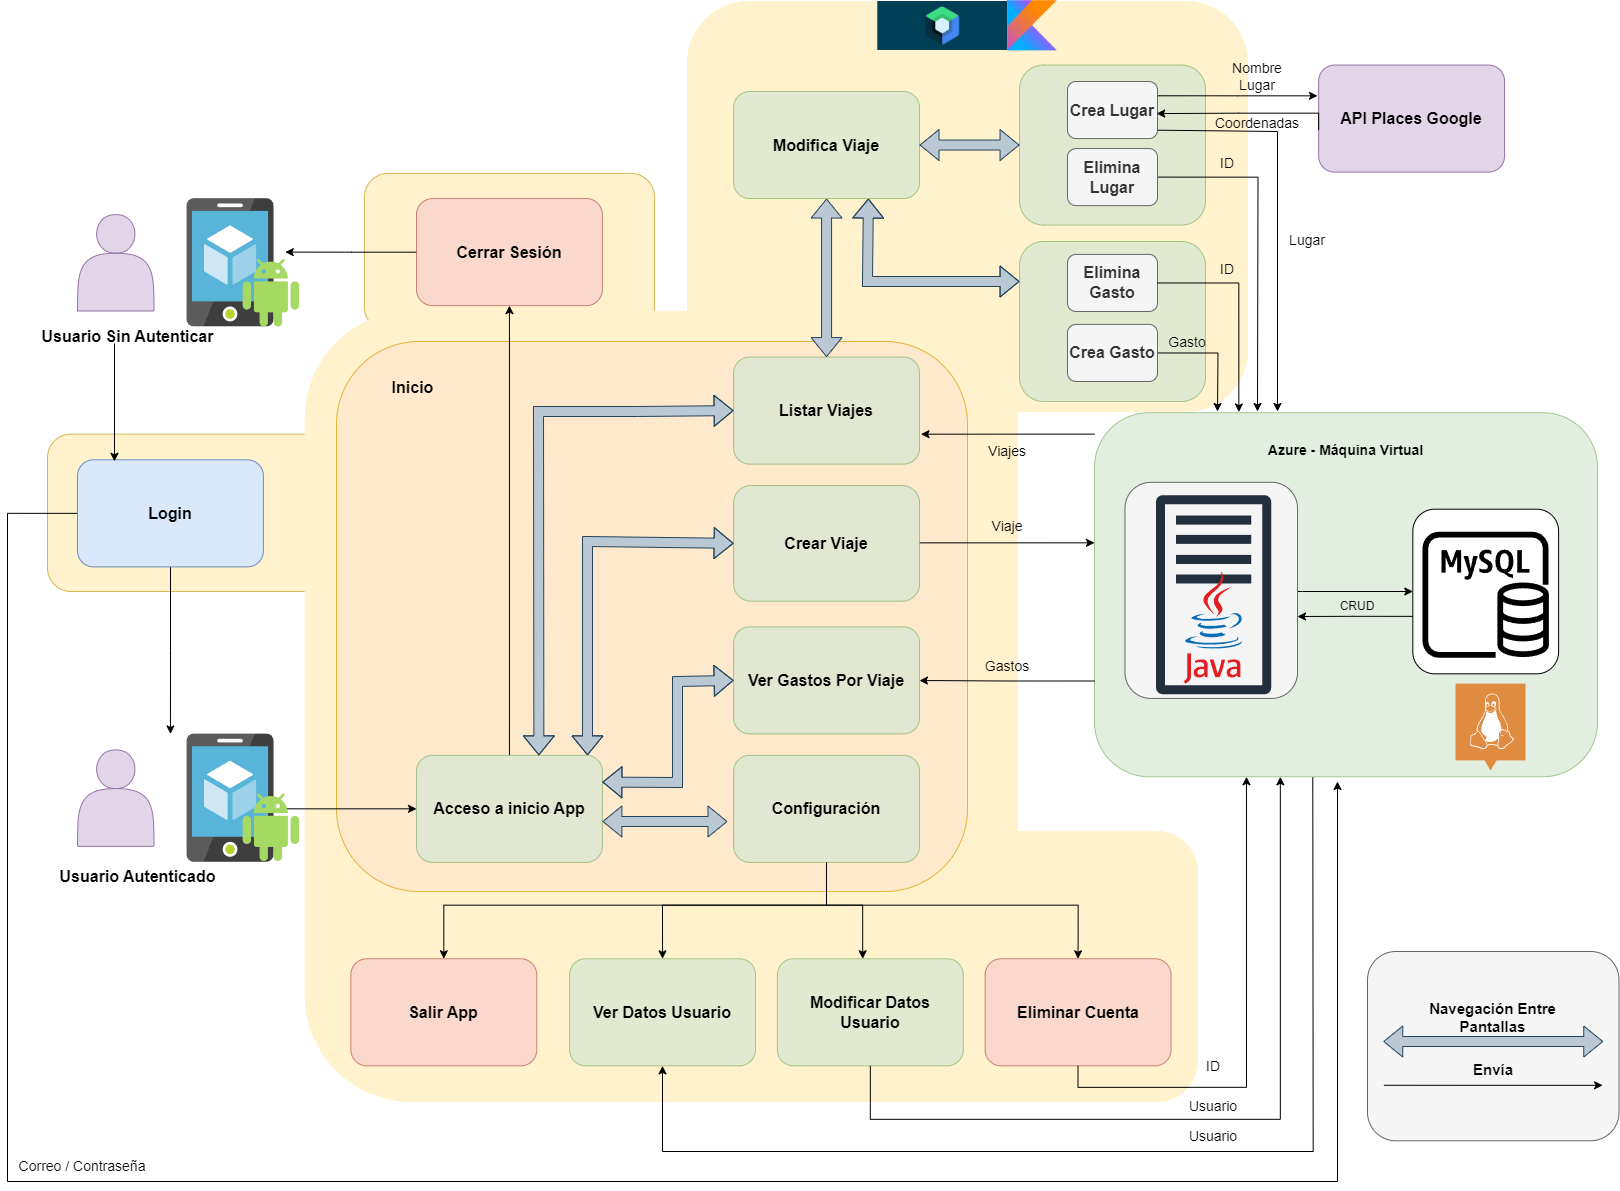 Nombre
Lugar
Crea Lugar
API Places Google
Coordenadas
Modifica Viaje
ID
Elimina
Lugar
Lugar
Cerrar Sesión
Elimina
Gasto
ID
Usuario Sin Autenticar
Gasto
Crea Gasto
Inicio
Listar Viajes
Viajes
Azure - Máquina Virtual
Login
Crear Viaje
Viaje
MySQL
CRUD
Java
Ver Gastos Por Viaje
Gastos
Acceso a inicio App
Configuración
Usuario Autenticado
Salir App
Ver Datos Usuario
Modificar Datos
Usuario
Eliminar Cuenta
Navegación Entre
Pantallas
Envía
ID
Usuario
Usuario
Correo / Contraseña